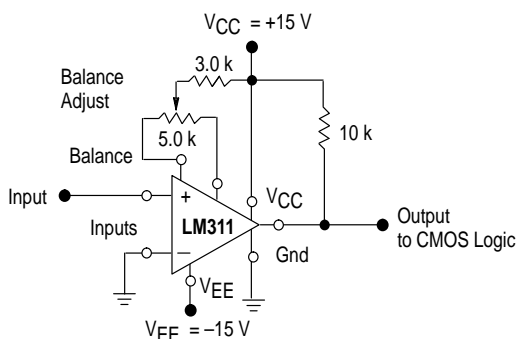 VCC = +15 V
3.0 k
Balance
Adjust
5.0 k
10 k
Balance
Input
+
VCC
LM311
Output
to CMOS Logic
Inputs
–
Gnd
VEE
VEE = –15 V